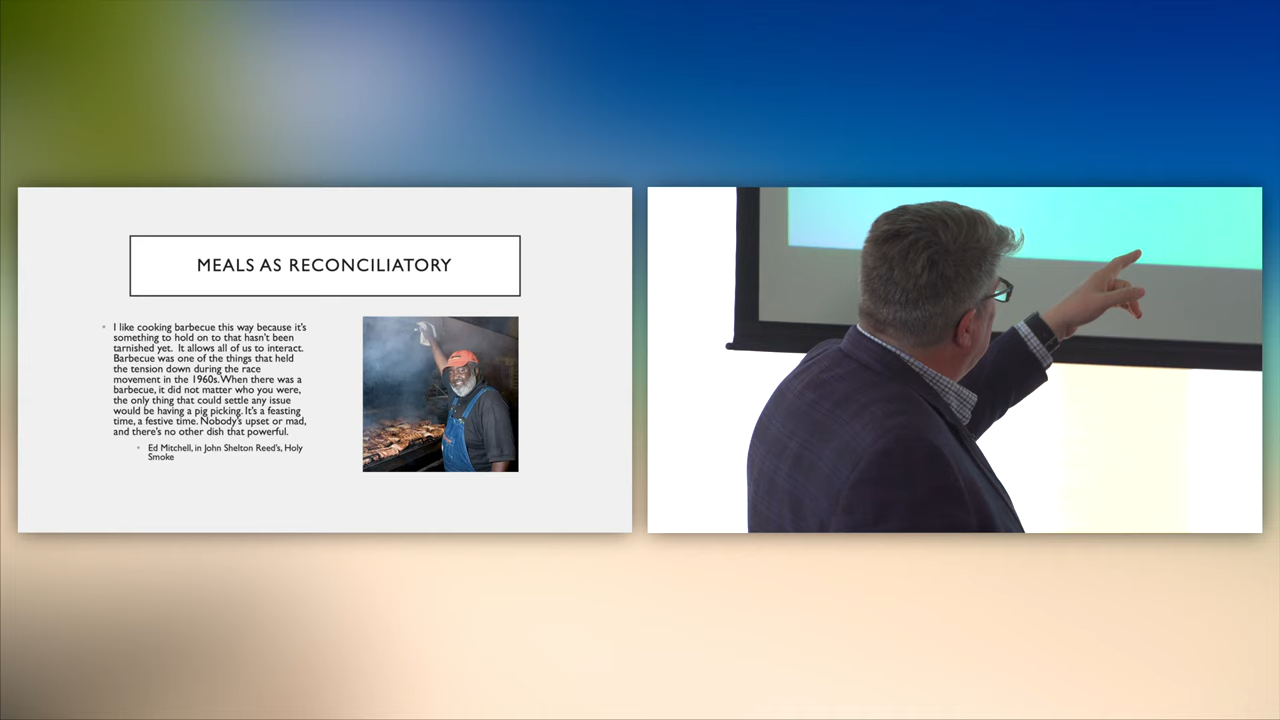 MEALS AS RECONCILIATORY
I like cooking barbecue this way because it's
something to hold on to that hasn't been
tarnished yet. It allows all of us to interact.
Barbecue was one of the things that held
the tension down during the race
movement in the 1960s. When there was a
barbecue, it did not matter who you were,
the only thing that could settle any issue
would be having a pig picking. It's a feasting
time, a festive time. Nobody's upset or mad,
and there's no other dish that powerful.
Ed Mitchell, in John Shelton Reed's, Holy
Smoke